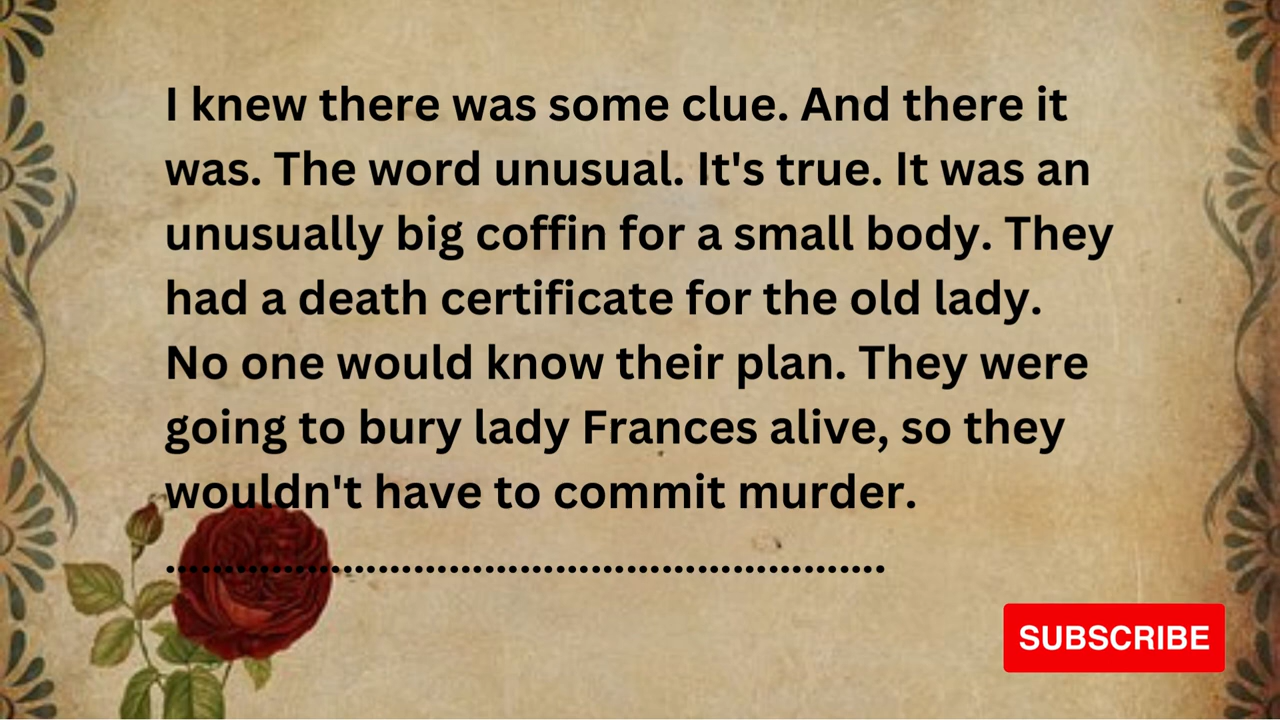 I knew there was some clue. And there it
was. The word unusual. It's true. It was an
unusually big coffin for a small body. They
had a death certificate for the old lady.
No one would know their plan. They were
going to bury lady Frances alive, so they
wouldn't have to commit murder.
.............................................................
SUBSCRIBE